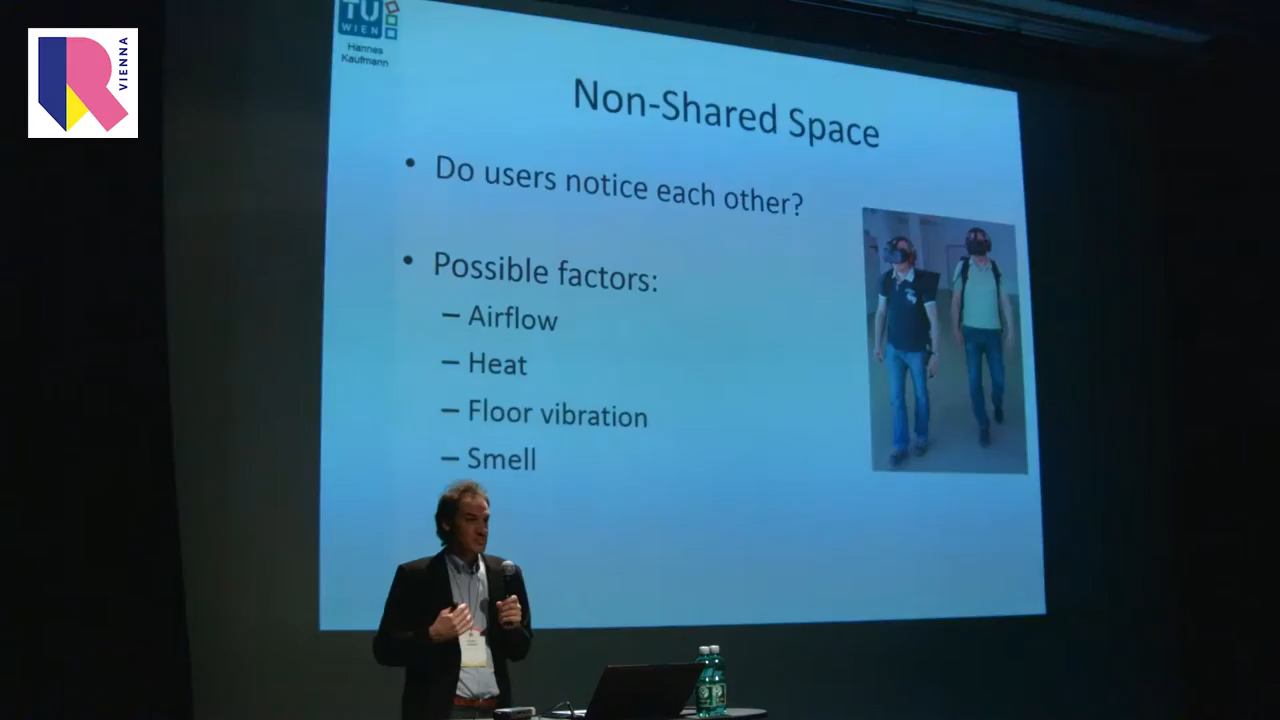 VIENNA
TU
WIEN
Hannes
Kaufmann
Non-Shared Space
• Do users notice each other?
• Possible factors:
– Airflow
– Heat
– Floor vibration
– Smell